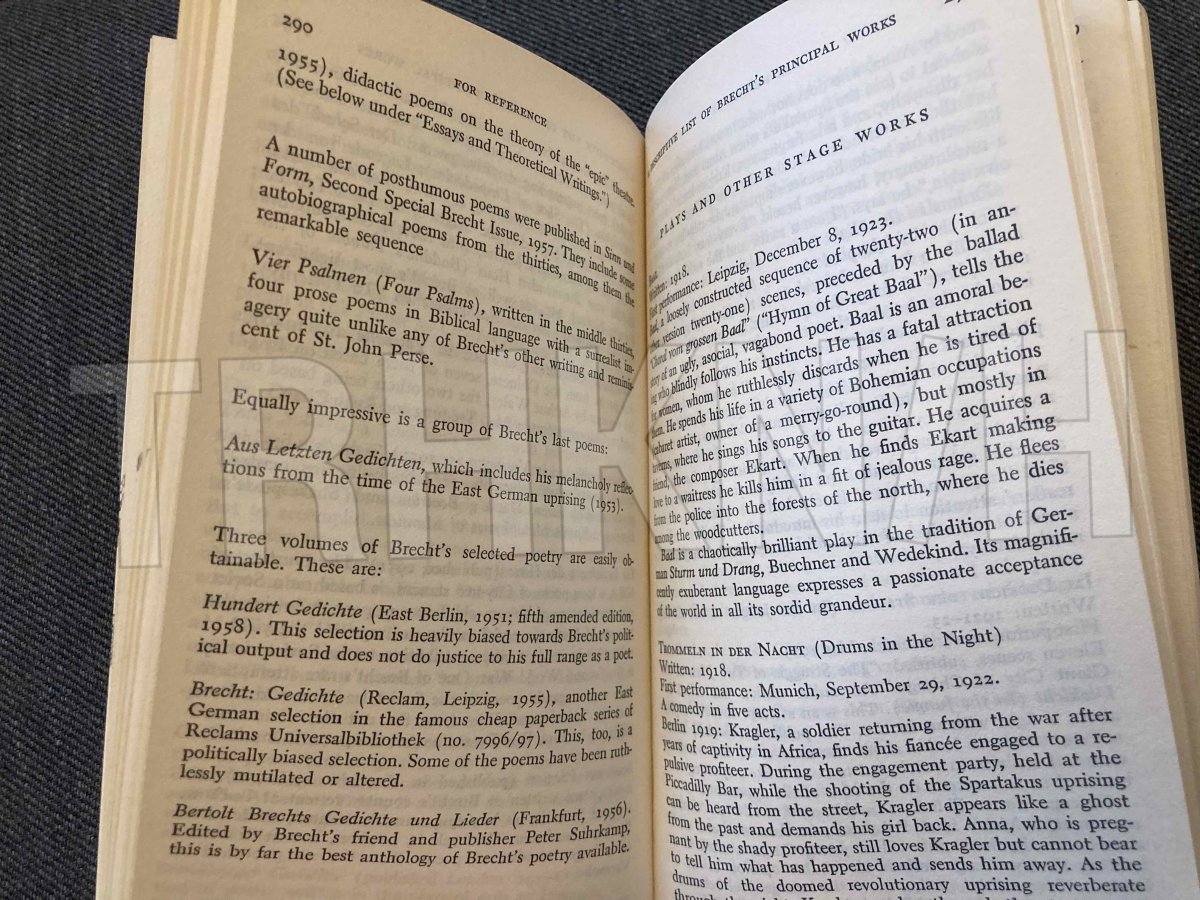 290
FOR REFERENCE
1955), didactic poems on the theory of the "epic" theatre.
(See below under "Essays and Theoretical Writings.")
A number of posthumous poems were published in Sinn und
Form, Second Special Brecht Issue, 1957. They include some
autobiographical poems from the thirties, among them the
remarkable sequence
Vier Psalmen (Four Psalms), written in the middle thirties,
four prose poems in Biblical language with a surrealist im-
agery quite unlike any of Brecht's other writing and reminis-
cent of St. John Perse.
Equally impressive is a group of Brecht's last poems:
Aus Letzten Gedichten, which includes his melancholy reflec-
tions from the time of the East German uprising (1953).
Three volumes of Brecht's selected poetry are easily ob-
tainable. These are:
Hundert Gedichte (East Berlin, 1951; fifth amended edition,
1958). This selection is heavily biased towards Brecht's polit-
ical output and does not do justice to his full range as a poet.
Brecht: Gedichte (Reclam, Leipzig, 1955), another East
German selection in the famous cheap paperback series of
Reclams Universalbibliothek (no. 7996/97). This, too, is a
politically biased selection. Some of the poems have been ruth-
lessly mutilated or altered.
Bertolt Brechts Gedichte und Lieder (Frankfurt, 1956).
Edited by Brecht's friend and publisher Peter Suhrkamp,
this is by far the best anthology of Brecht's poetry available.
DESCRIPTIVE LIST OF BRECHT'S PRINCIPAL WORKS
PLAYS AND OTHER STAGE WORKS
Baal
Written: 1918.
First performance: Leipzig, December 8, 1923.
Baal, a loosely constructed sequence of twenty-two (in an-
other version twenty-one) scenes, preceded by the ballad
"Choral vom grossen Baal" ("Hymn of Great Baal"), tells the
story of an ugly, asocial, vagabond poet. Baal is an amoral be-
ing who blindly follows his instincts. He has a fatal attraction
for women, whom he ruthlessly discards when he is tired of
them. He spends his life in a variety of Bohemian occupations
(cabaret artist, owner of a merry-go-round), but mostly in
taverns, where he sings his songs to the guitar. He acquires a
friend, the composer Ekart. When he finds Ekart making
love to a waitress he kills him in a fit of jealous rage. He flees
from the police into the forests of the north, where he dies
among the woodcutters.
Baal is a chaotically brilliant play in the tradition of Ger-
man Sturm und Drang, Buechner and Wedekind. Its magnifi-
cently exuberant language expresses a passionate acceptance
of the world in all its sordid grandeur.
TROMMELN IN DER NACHT (Drums in the Night)
Written: 1918.
First performance: Munich, September 29, 1922.
A comedy in five acts.
Berlin 1919: Kragler, a soldier returning from the war after
years of captivity in Africa, finds his fiancée engaged to a re-
pulsive profiteer. During the engagement party, held at the
Piccadilly Bar, while the shooting of the Spartakus uprising
can be heard from the street, Kragler appears like a ghost
from the past and demands his girl back. Anna, who is preg-
nant by the shady profiteer, still loves Kragler but cannot bear
to tell him what has happened and sends him away. As the
drums of the doomed revolutionary uprising reverberate